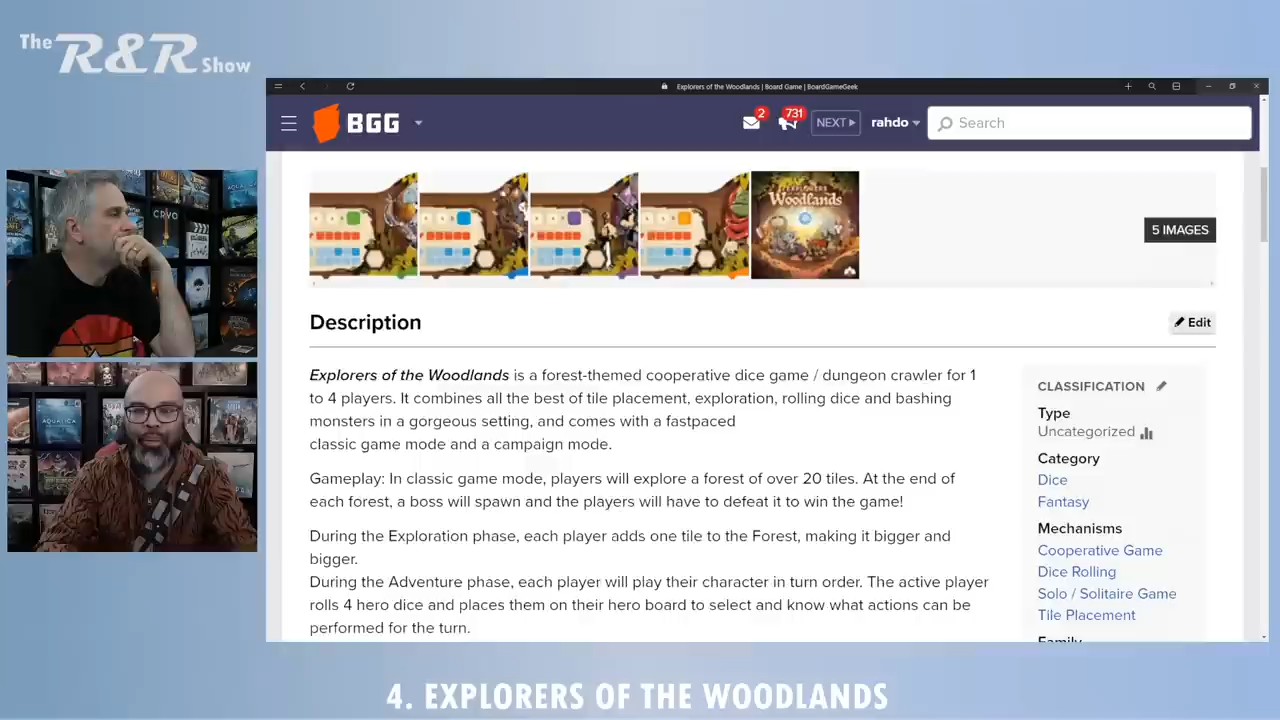 The R&R Show
Explorers of the Woodlands | Board Game | BoardGameGeek
BGG
2
731
NEXT
rahdo
Search
EXPLORERS
Woodlands
5 IMAGES
Description
Edit
Explorers of the Woodlands is a forest-themed cooperative dice game / dungeon crawler for 1
to 4 players. It combines all the best of tile placement, exploration, rolling dice and bashing
monsters in a gorgeous setting, and comes with a fastpaced
classic game mode and a campaign mode.
Gameplay: In classic game mode, players will explore a forest of over 20 tiles. At the end of
each forest, a boss will spawn and the players will have to defeat it to win the game!
During the Exploration phase, each player adds one tile to the Forest, making it bigger and
bigger.
During the Adventure phase, each player will play their character in turn order. The active player
rolls 4 hero dice and places them on their hero board to select and know what actions can be
performed for the turn.
CLASSIFICATION
Type
Uncategorized
Category
Dice
Fantasy
Mechanisms
Cooperative Game
Dice Rolling
Solo / Solitaire Game
Tile Placement
Family
CRVO
AQUATICA
4. EXPLORERS OF THE WOODLANDS